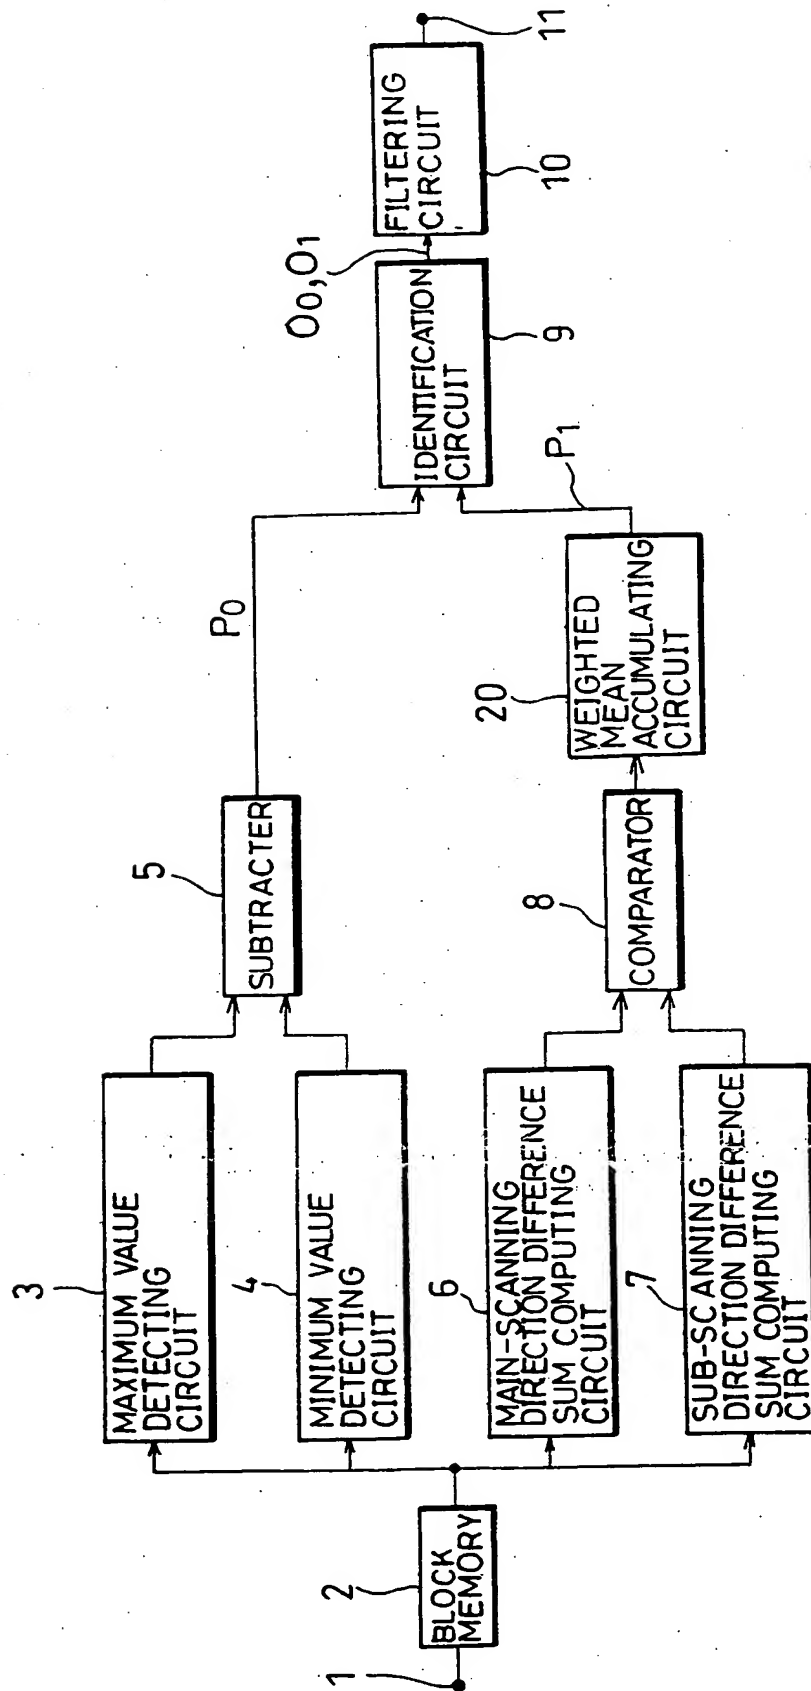 1
2
BLOCK
MEMORY
3
MAXIMUM VALUE
DETECTING
CIRCUIT
4
MINIMUM VALUE
DETECTING
CIRCUIT
6
MAIN-SCANNING
DIRECTION DIFFERENCE
SUM COMPUTING
CIRCUIT
7
SUB-SCANNING
DIRECTION DIFFERENCE
SUM COMPUTING
CIRCUIT
5
SUBTRACTER
8
COMPARATOR
P0
20
WEIGHTED
MEAN
ACCUMULATING
CIRCUIT
P1
IDENTIFICATION
CIRCUIT
9
O0,O1
FILTERING
CIRCUIT
10
11